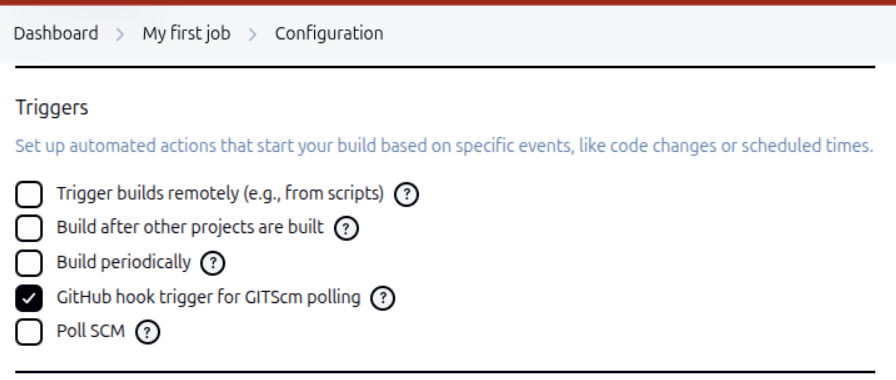 Dashboard > My first job > Configuration
Triggers
Set up automated actions that start your build based on specific events, like code changes or scheduled times.
Trigger builds remotely (e.g., from scripts) ?
Build after other projects are built ?
Build periodically ?
GitHub hook trigger for GITScm polling ?
Poll SCM ?